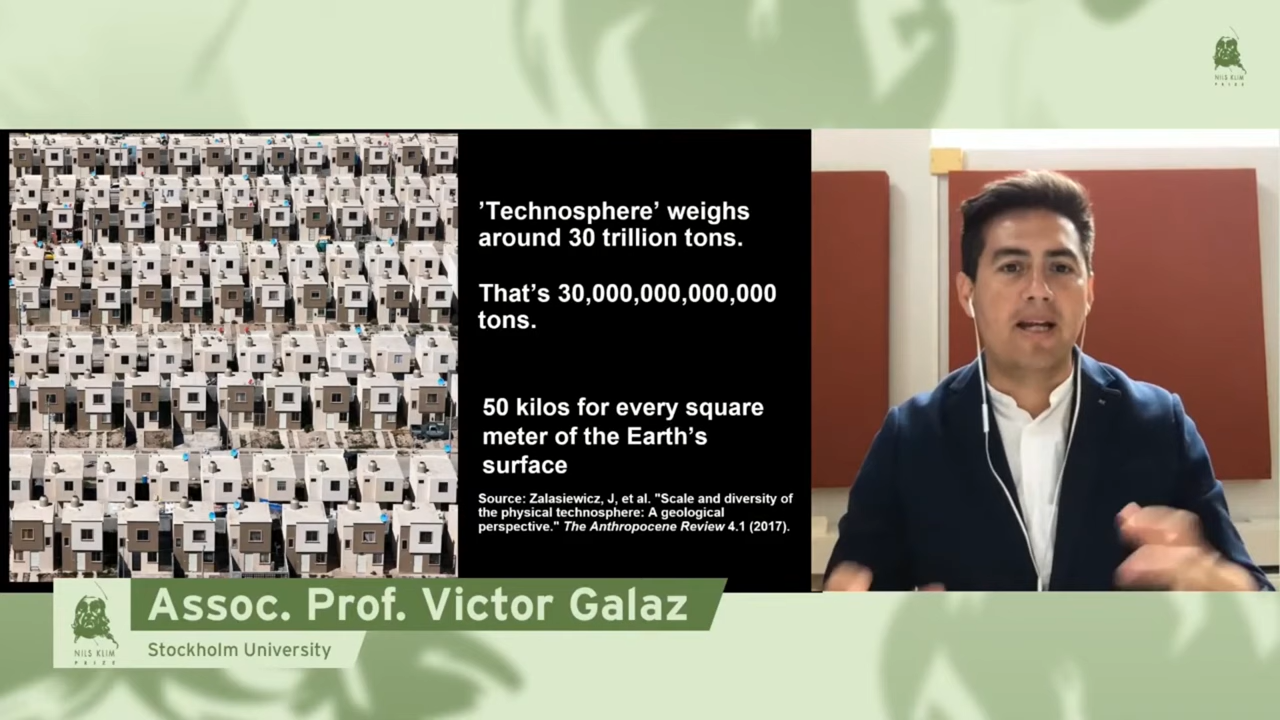 NILS KLIM
PRIZE
’Technosphere’ weighs
around 30 trillion tons.
That’s 30,000,000,000,000
tons.
50 kilos for every square
meter of the Earth’s
surface
Source: Zalasiewicz, J, et al. "Scale and diversity of
the physical technosphere: A geological
perspective." The Anthropocene Review 4.1 (2017).
Assoc. Prof. Victor Galaz
Stockholm University
NILS KLIM
PRIZE